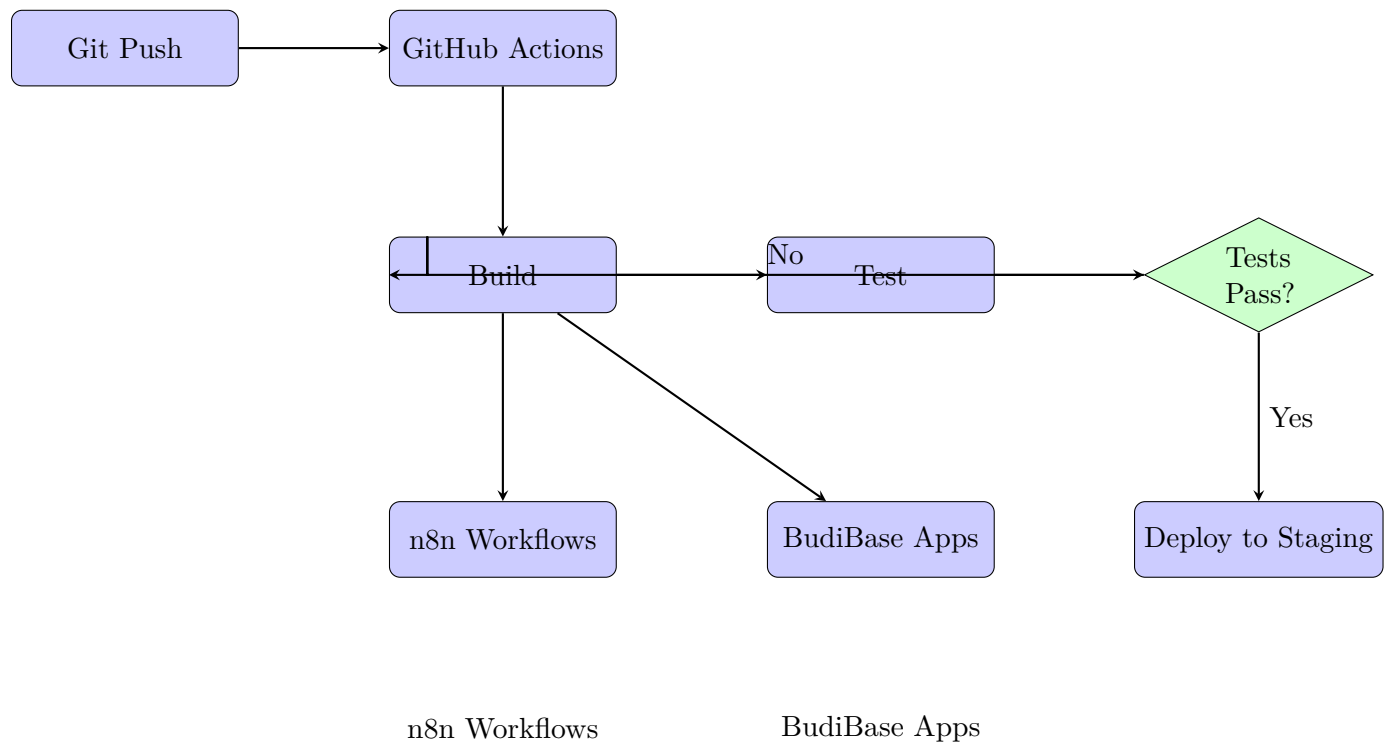 Git Push
GitHub Actions
Build
No
Test
Tests
Pass?
Yes
n8n Workflows
BudiBase Apps
Deploy to Staging
n8n Workflows
BudiBase Apps